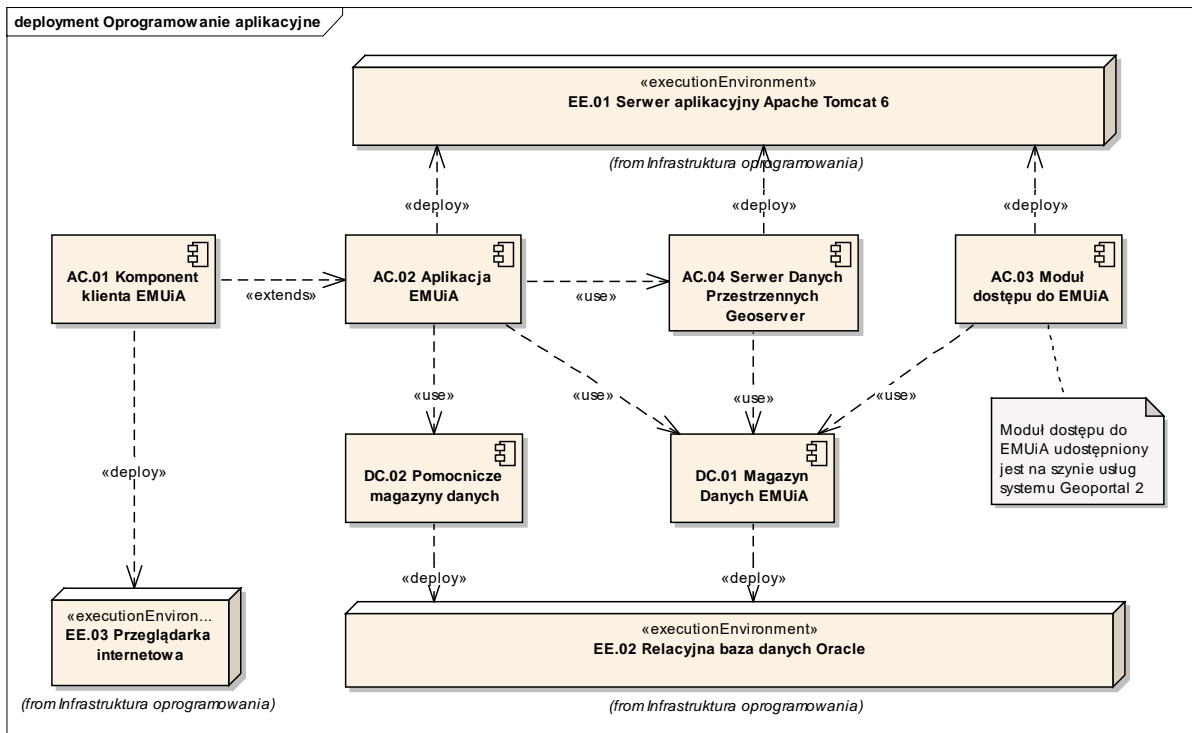 deployment Oprogramowanie aplikacyjne
«executionEnvironment»
EE.01 Serwer aplikacyjny Apache Tomcat 6
(from Infrastruktura oprogramowania)
«deploy»
«deploy»
«deploy»
AC.01 Komponent
klienta EMUiA
«extends»
AC.02 Aplikacja
EMUiA
«use»
AC.04 Serwer Danych
Przestrzennych
Geoserver
AC.03 Moduł
dostępu do EMUiA
«use»
«use»
«use»
«use»
Moduł dostępu do
EMUiA udostępniony
jest na szynie usług
systemu Geoportal 2
«deploy»
DC.02 Pomocnicze
magazyny danych
DC.01 Magazyn
Danych EMUiA
«deploy»
«deploy»
«executionEnviron...
EE.03 Przeglądarka
internetowa
(from Infrastruktura oprogramowania)
«executionEnvironment»
EE.02 Relacyjna baza danych Oracle
(from Infrastruktura oprogramowania)